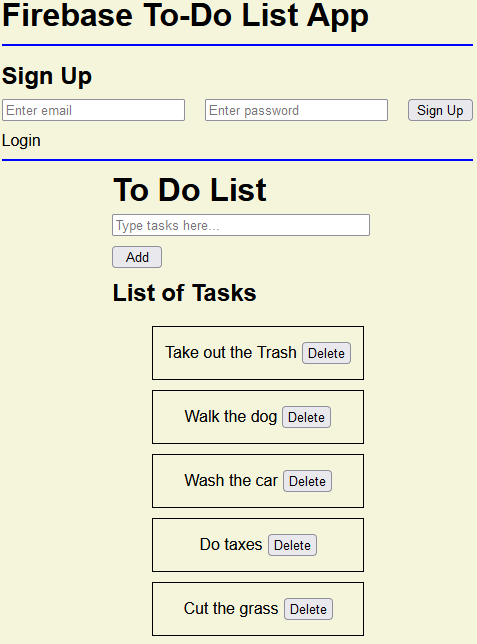 Firebase To-Do List App
Sign Up
Enter email Enter password Sign Up
Login
To Do List
Type tasks here...
Add
List of Tasks
Take out the Trash Delete
Walk the dog Delete
Wash the car Delete
Do taxes Delete
Cut the grass Delete